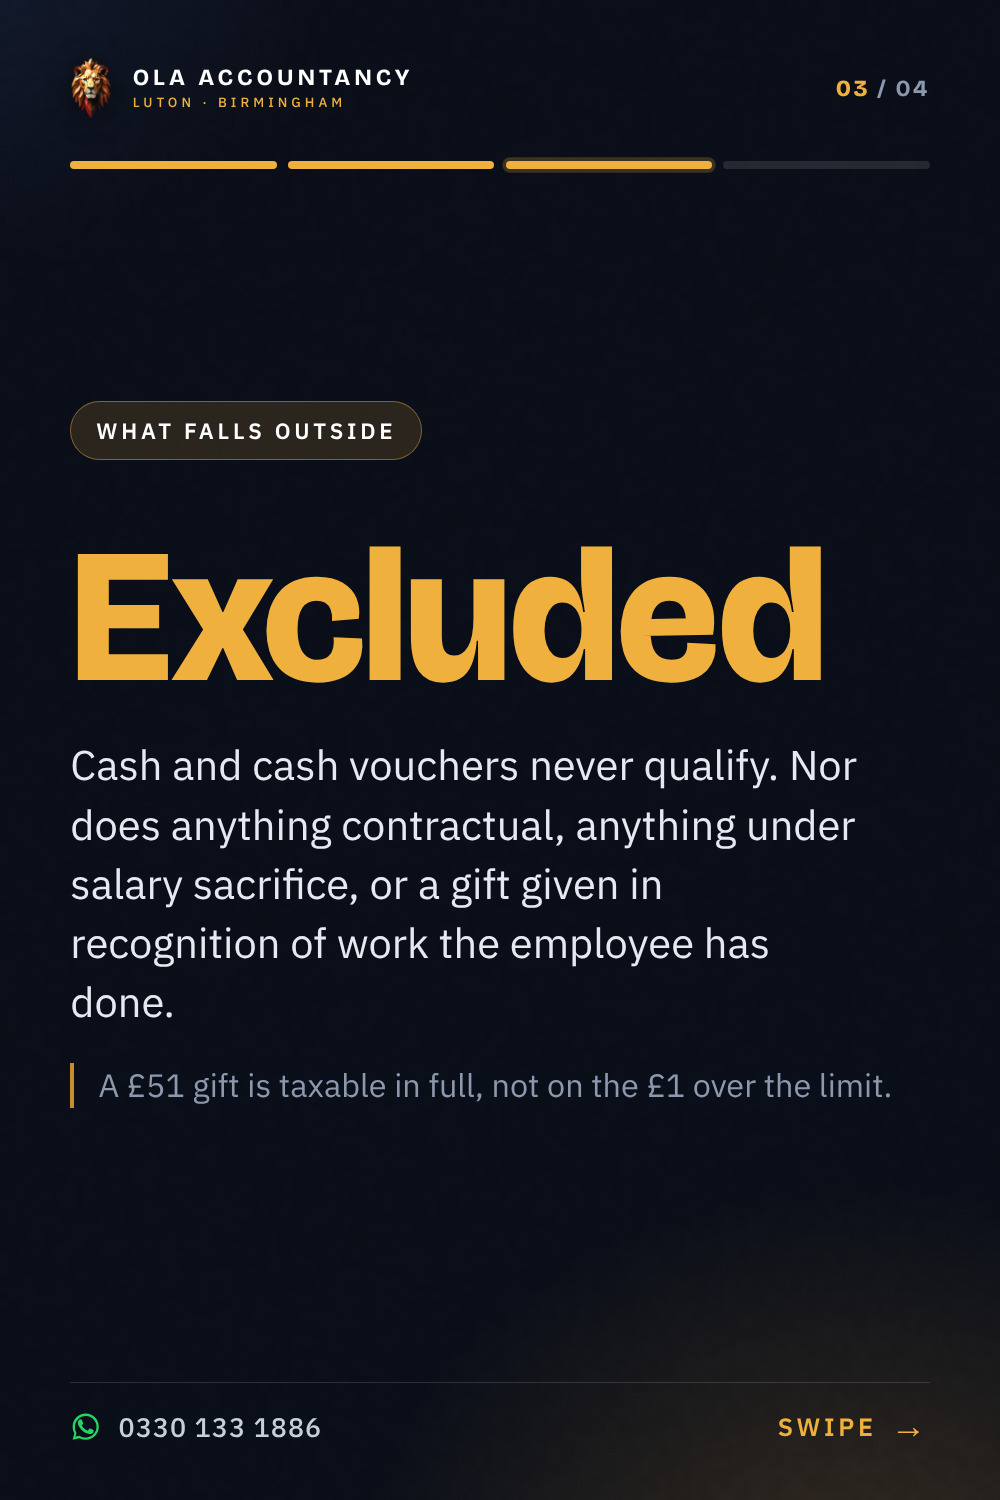 OLA ACCOUNTANCY
LUTON · BIRMINGHAM
03 / 04
WHAT FALLS OUTSIDE
Excluded
Cash and cash vouchers never qualify. Nor
does anything contractual, anything under
salary sacrifice, or a gift given in
recognition of work the employee has
done.
A £51 gift is taxable in full, not on the £1 over the limit.
0330 133 1886
SWIPE →